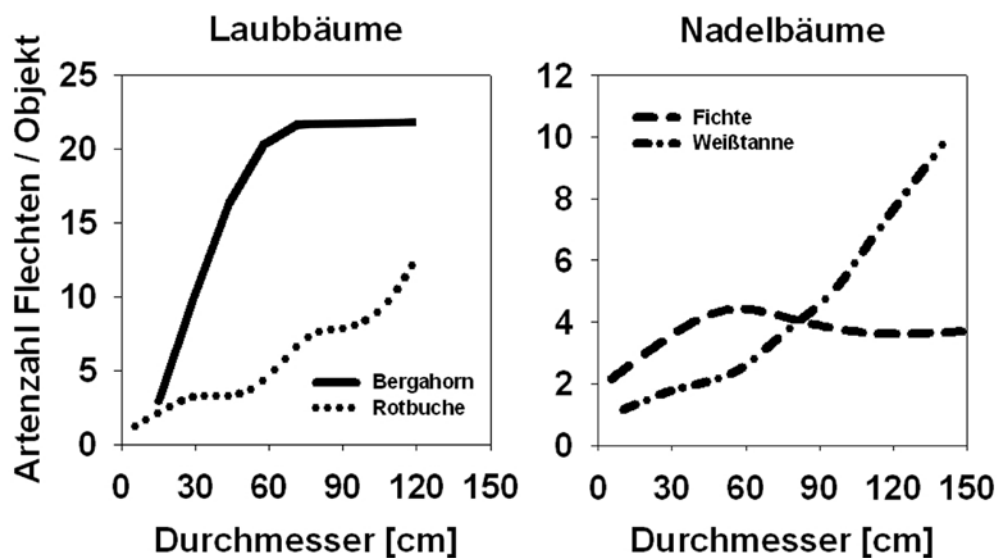 Laubbäume
Artenzahl Flechten / Objekt
25
20
15
10
5
0
Bergahorn
Rotbuche
0 30 60 90 120 150
Durchmesser [cm]
Nadelbäume
12
10
8
6
4
2
0
Fichte
Weißtanne
0 30 60 90 120 150
Durchmesser [cm]